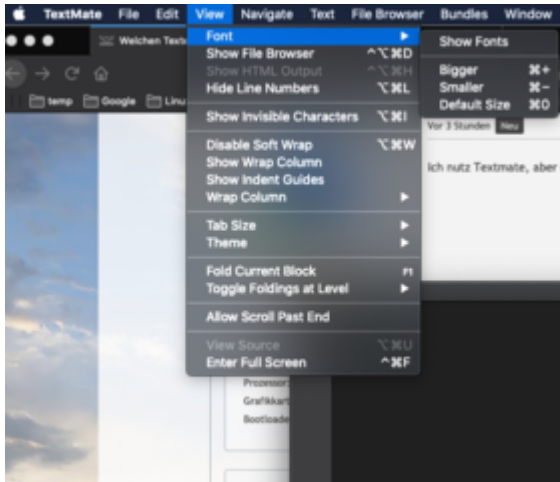 TextMate File Edit View Navigate Text File Browser Bundles Window
Welchen Texte
temp Google Linu
Font
Show File Browser ^⌥⌘D
Show HTML Output ^⌥⌘H
Hide Line Numbers ⌥⌘L
Show Invisible Characters ⌥⌘I
Disable Soft Wrap ⌥⌘W
Show Wrap Column
Show Indent Guides
Wrap Column
Tab Size
Theme
Fold Current Block F1
Toggle Foldings at Level
Allow Scroll Past End
View Source ⌥⌘U
Enter Full Screen ^⌘F
Show Fonts
Bigger ⌘+
Smaller ⌘-
Default Size ⌘0
Vor 3 Stunden Neu
Ich nutz Textmate, aber
Prozessor:
Grafikkart
Bootloade